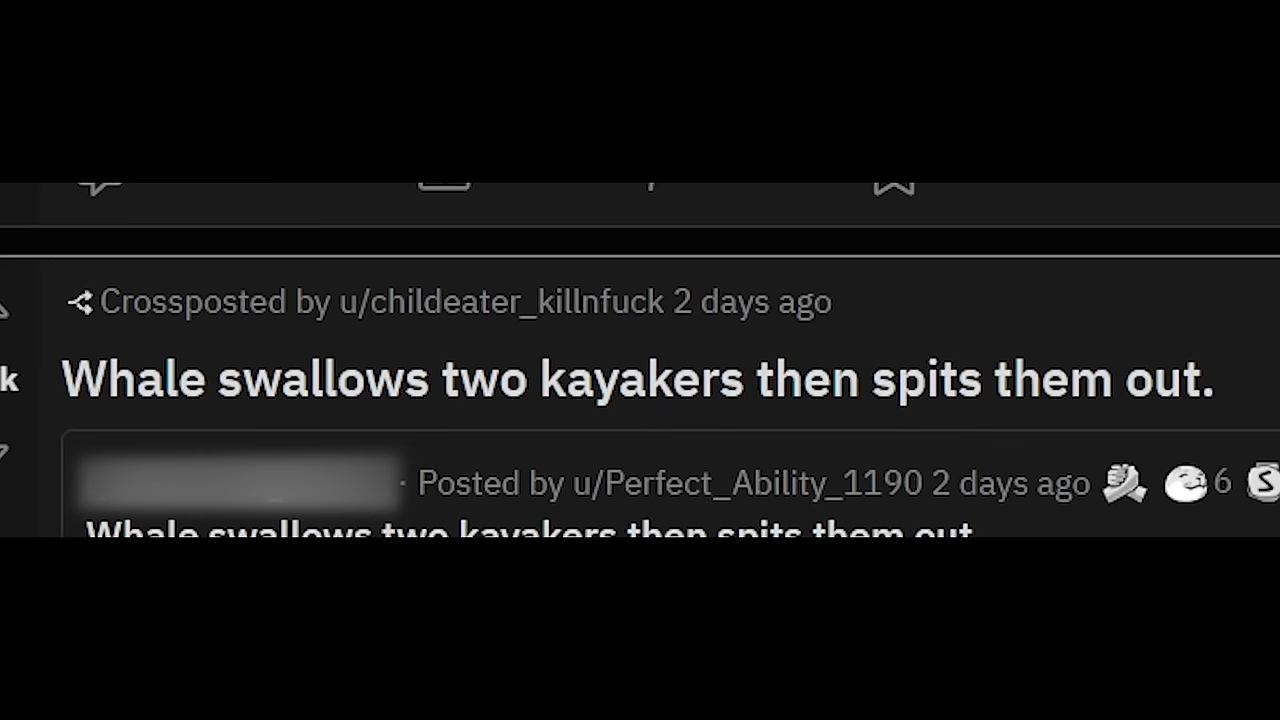 Crossposted by u/childeater_killnfuck 2 days ago
k
Whale swallows two kayakers then spits them out.
· Posted by u/Perfect_Ability_1190 2 days ago 6 S
Whale swallows two kayakers then spits them out.